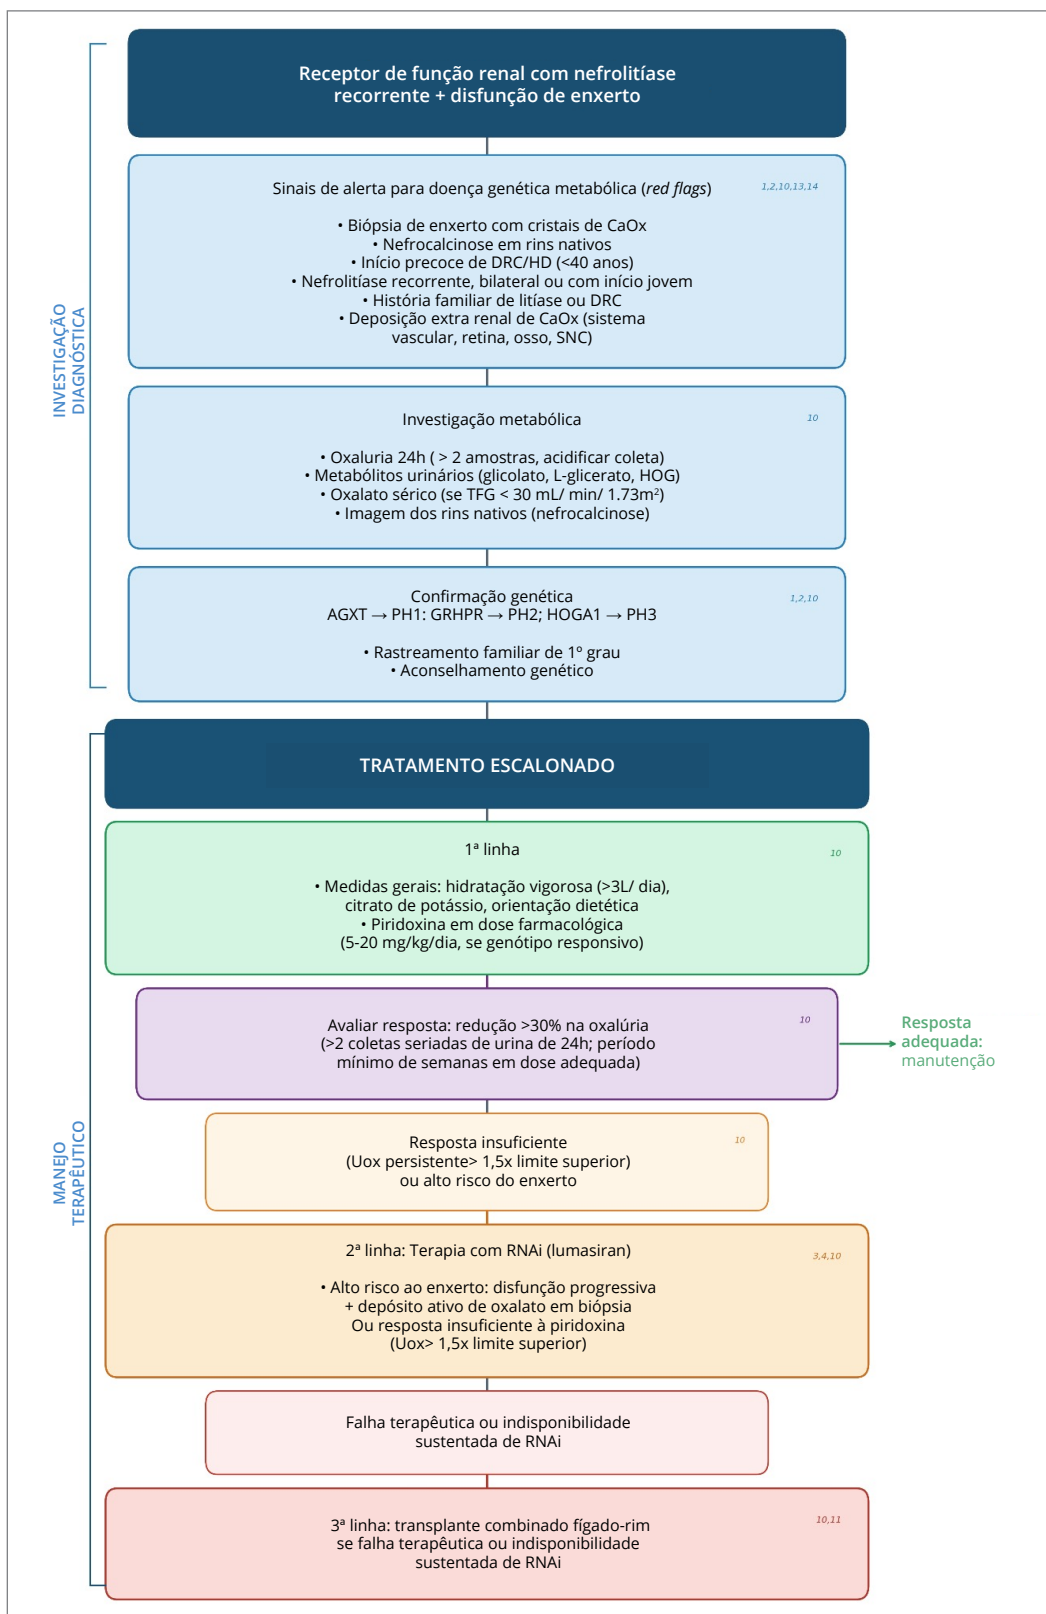 Receptor de função renal com nefrolitíase
recorrente + disfunção de enxerto
INVESTIGAÇÃO
DIAGNÓSTICA
Sinais de alerta para doença genética metabólica (red flags)
1,2,10,13,14
• Biópsia de enxerto com cristais de CaOx
• Nefrocalcinose em rins nativos
• Início precoce de DRC/HD (<40 anos)
• Nefrolitíase recorrente, bilateral ou com início jovem
• História familiar de litíase ou DRC
• Deposição extra renal de CaOx (sistema
vascular, retina, osso, SNC)
Investigação metabólica
10
• Oxaluria 24h ( > 2 amostras, acidificar coleta)
• Metabólitos urinários (glicolato, L-glicerato, HOG)
• Oxalato sérico (se TFG < 30 mL/ min/ 1.73m²)
• Imagem dos rins nativos (nefrocalcinose)
Confirmação genética
1,2,10
AGXT → PH1: GRHPR → PH2; HOGA1 → PH3
• Rastreamento familiar de 1º grau
• Aconselhamento genético
MANEJO
TERAPÊUTICO
TRATAMENTO ESCALONADO
1ª linha
10
• Medidas gerais: hidratação vigorosa (>3L/ dia),
citrato de potássio, orientação dietética
• Piridoxina em dose farmacológica
(5-20 mg/kg/dia, se genótipo responsivo)
Avaliar resposta: redução >30% na oxalúria
10
(>2 coletas seriadas de urina de 24h; período
mínimo de semanas em dose adequada)
Resposta
adequada:
manutenção
Resposta insuficiente
10
(Uox persistente> 1,5x limite superior)
ou alto risco do enxerto
2ª linha: Terapia com RNAi (lumasiran)
3,4,10
• Alto risco ao enxerto: disfunção progressiva
+ depósito ativo de oxalato em biópsia
Ou resposta insuficiente à piridoxina
(Uox> 1,5x limite superior)
Falha terapêutica ou indisponibilidade
sustentada de RNAi
3ª linha: transplante combinado fígado-rim
10,11
se falha terapêutica ou indisponibilidade
sustentada de RNAi